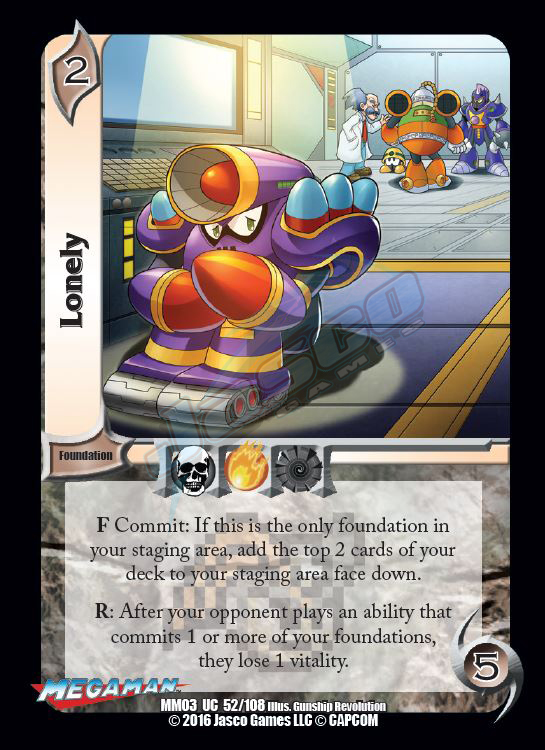 2
Lonely
Foundation
F Commit: If this is the only foundation in
your staging area, add the top 2 cards of your
deck to your staging area face down.
R: After your opponent plays an ability that
commits 1 or more of your foundations,
they lose 1 vitality.
5
MEGAMAN™
MM03 UC 52/108 Illus. Gunship Revolution
© 2016 Jasco Games LLC © CAPCOM
JASCO
GAMES